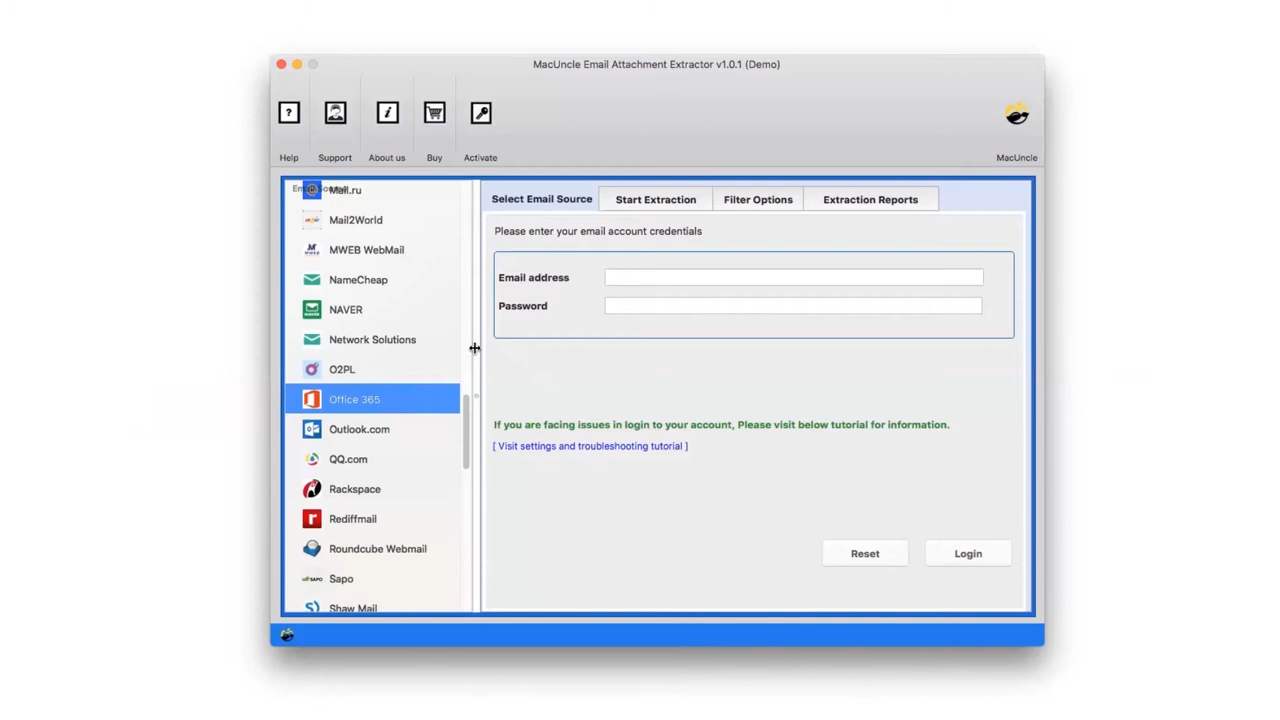 MacUncle Email Attachment Extractor v1.0.1 (Demo)
?
i
Help
Support
About us
Buy
Activate
MacUncle
Mail.ru
Mail2World
MWEB WebMail
NameCheap
NAVER
Network Solutions
O2PL
Office 365
Outlook.com
QQ.com
Rackspace
Rediffmail
Roundcube Webmail
SAPO Sapo
Shaw Mail
Select Email Source
Start Extraction
Filter Options
Extraction Reports
Please enter your email account credentials
Email address
Password
If you are facing issues in login to your account, Please visit below tutorial for information.
[ Visit settings and troubleshooting tutorial ]
Reset
Login